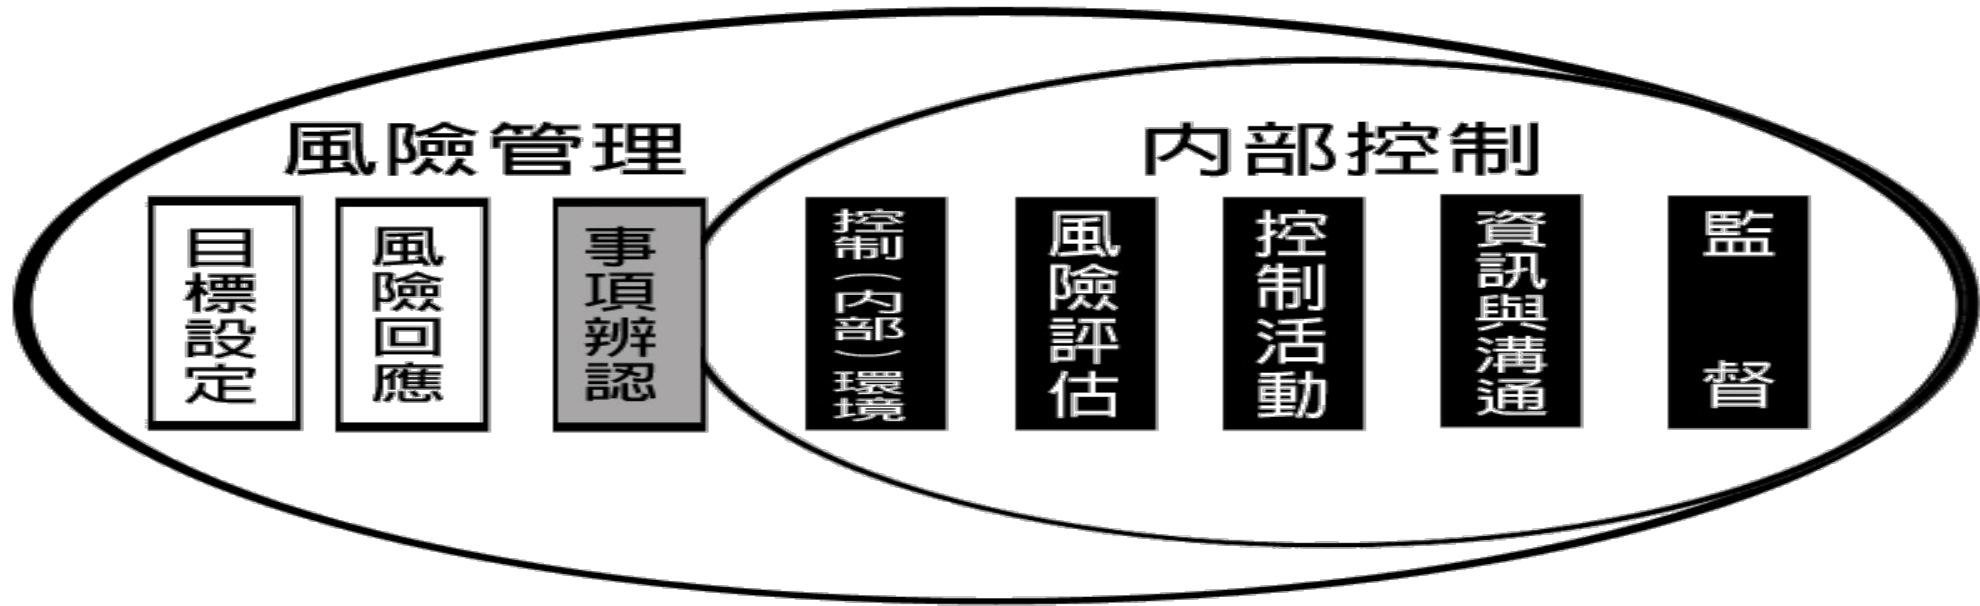 風險管理
內部控制
目標設定
風險回應
事項辨認
控制（內部）環境
風險評估
控制活動
資訊與溝通
監督